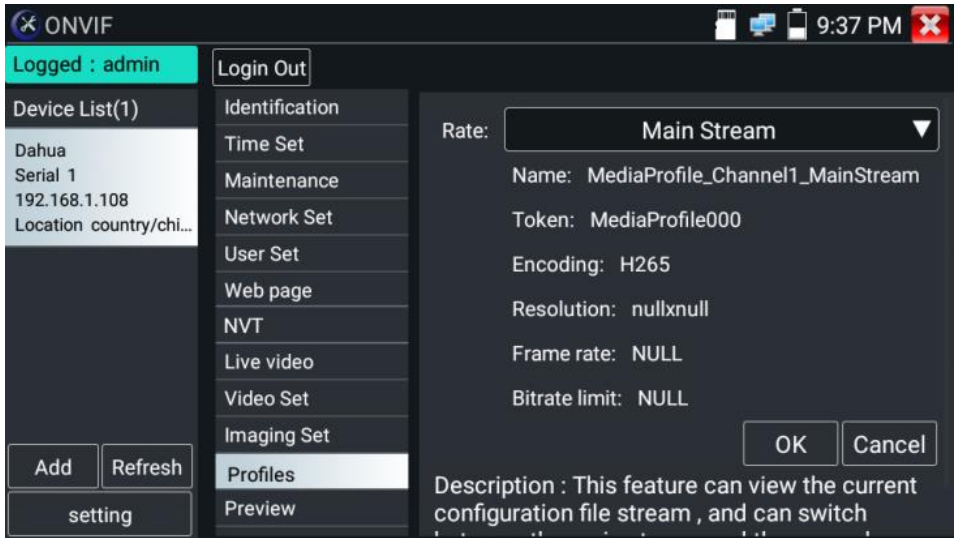 ONVIF
9:37 PM
Logged : admin
Login Out
Device List(1)
Dahua
Serial 1
192.168.1.108
Location country/chi...
Add
Refresh
setting
Identification
Time Set
Maintenance
Network Set
User Set
Web page
NVT
Live video
Video Set
Imaging Set
Profiles
Preview
Rate: Main Stream
Name: MediaProfile_Channel1_MainStream
Token: MediaProfile000
Encoding: H265
Resolution: nullxnull
Frame rate: NULL
Bitrate limit: NULL
OK
Cancel
Description : This feature can view the current
configuration file stream , and can switch